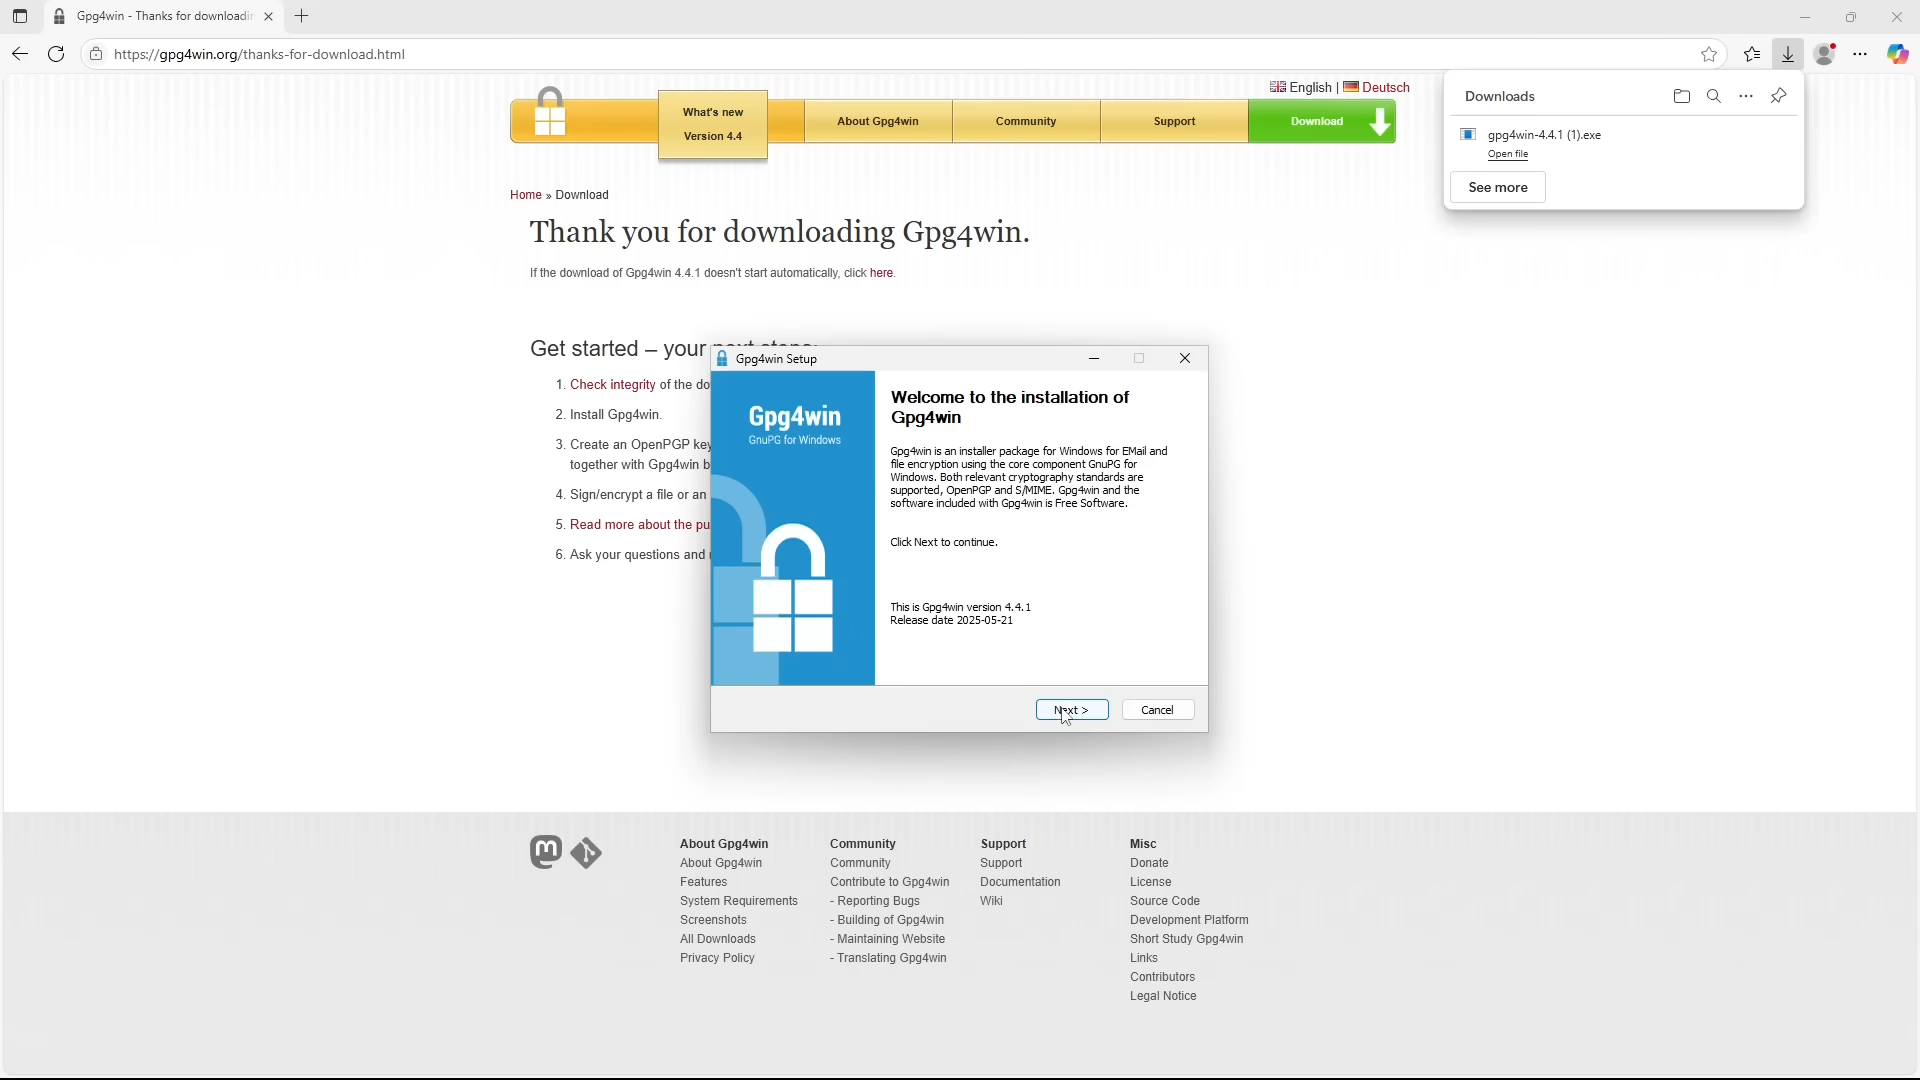 Gpg4win - Thanks for downloadin
https://gpg4win.org/thanks-for-download.html
English | Deutsch
What's new
Version 4.4
About Gpg4win
Community
Support
Download
Downloads
gpg4win-4.4.1 (1).exe
Open file
See more
Home » Download
Thank you for downloading Gpg4win.
If the download of Gpg4win 4.4.1 doesn't start automatically, click here.
Get started – your
1. Check integrity of the do
2. Install Gpg4win.
3. Create an OpenPGP key
together with Gpg4win b
4. Sign/encrypt a file or an
5. Read more about the pu
6. Ask your questions and
Gpg4win Setup
Gpg4win
GnuPG for Windows
Welcome to the installation of
Gpg4win
Gpg4win is an installer package for Windows for EMail and
file encryption using the core component GnuPG for
Windows. Both relevant cryptography standards are
supported, OpenPGP and S/MIME. Gpg4win and the
software included with Gpg4win is Free Software.
Click Next to continue.
This is Gpg4win version 4.4.1
Release date 2025-05-21
Next >
Cancel
About Gpg4win
About Gpg4win
Features
System Requirements
Screenshots
All Downloads
Privacy Policy
Community
Community
Contribute to Gpg4win
- Reporting Bugs
- Building of Gpg4win
- Maintaining Website
- Translating Gpg4win
Support
Support
Documentation
Wiki
Misc
Donate
License
Source Code
Development Platform
Short Study Gpg4win
Links
Contributors
Legal Notice